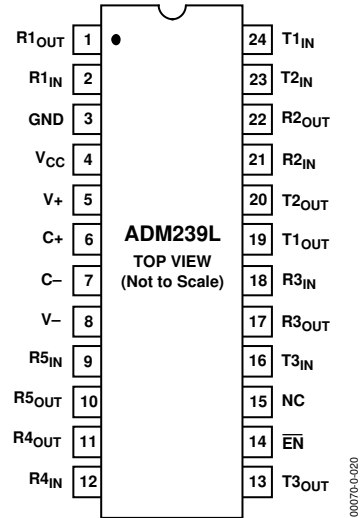 R1OUT 1 24 T1IN
R1IN 2 23 T2IN
GND 3 22 R2OUT
VCC 4 21 R2IN
V+ 5 20 T2OUT
C+ 6 19 T1OUT
C– 7 18 R3IN
V– 8 17 R3OUT
R5IN 9 16 T3IN
R5OUT 10 15 NC
R4OUT 11 14 EN
R4IN 12 13 T3OUT
ADM239L
TOP VIEW
(Not to Scale)
00070-0-020